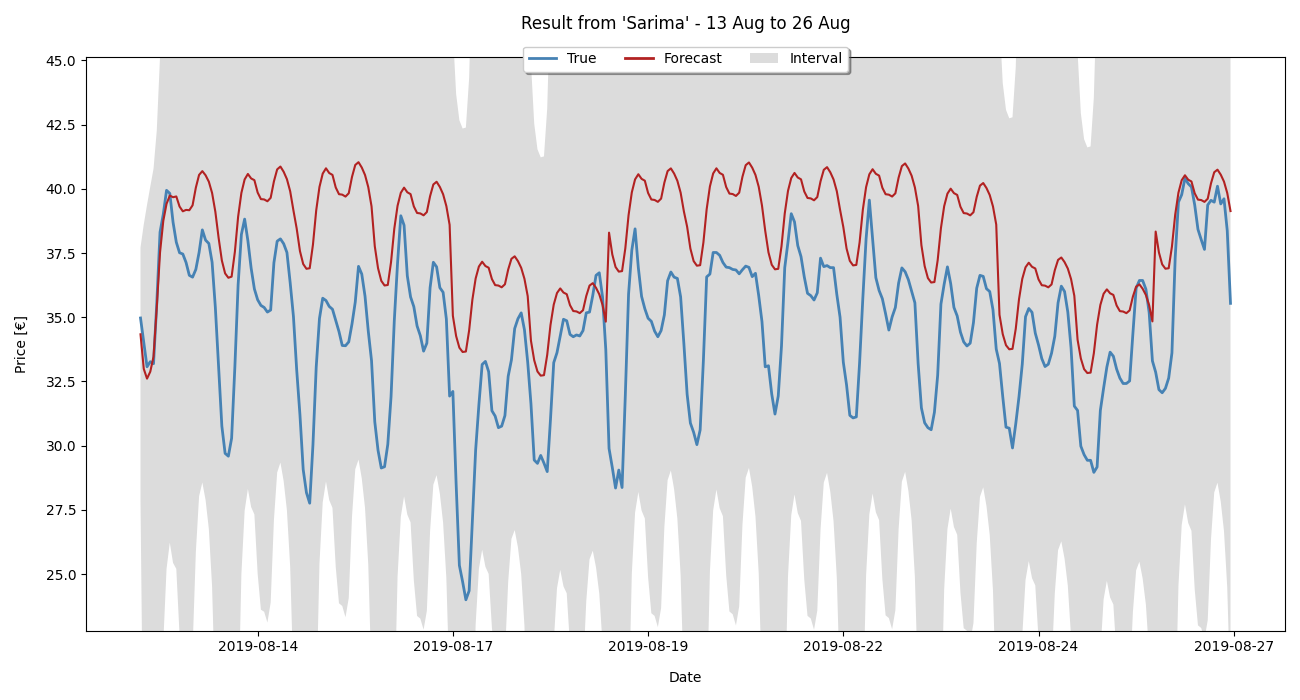 Result from 'Sarima' - 13 Aug to 26 Aug
True Forecast Interval
45.0
42.5
40.0
37.5
35.0
32.5
30.0
27.5
25.0
Price [€]
2019-08-14 2019-08-17 2019-08-19 2019-08-22 2019-08-24 2019-08-27
Date